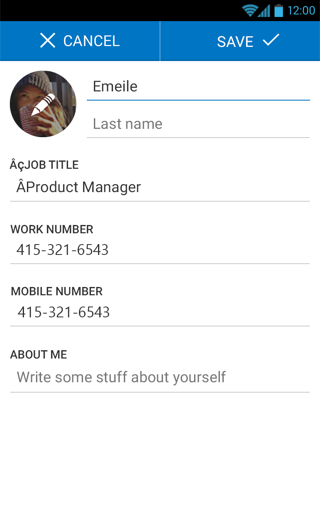 12:00
CANCEL
SAVE
Emeile
Last name
ÂçJOB TITLE
ÂProduct Manager
WORK NUMBER
415-321-6543
MOBILE NUMBER
415-321-6543
ABOUT ME
Write some stuff about yourself